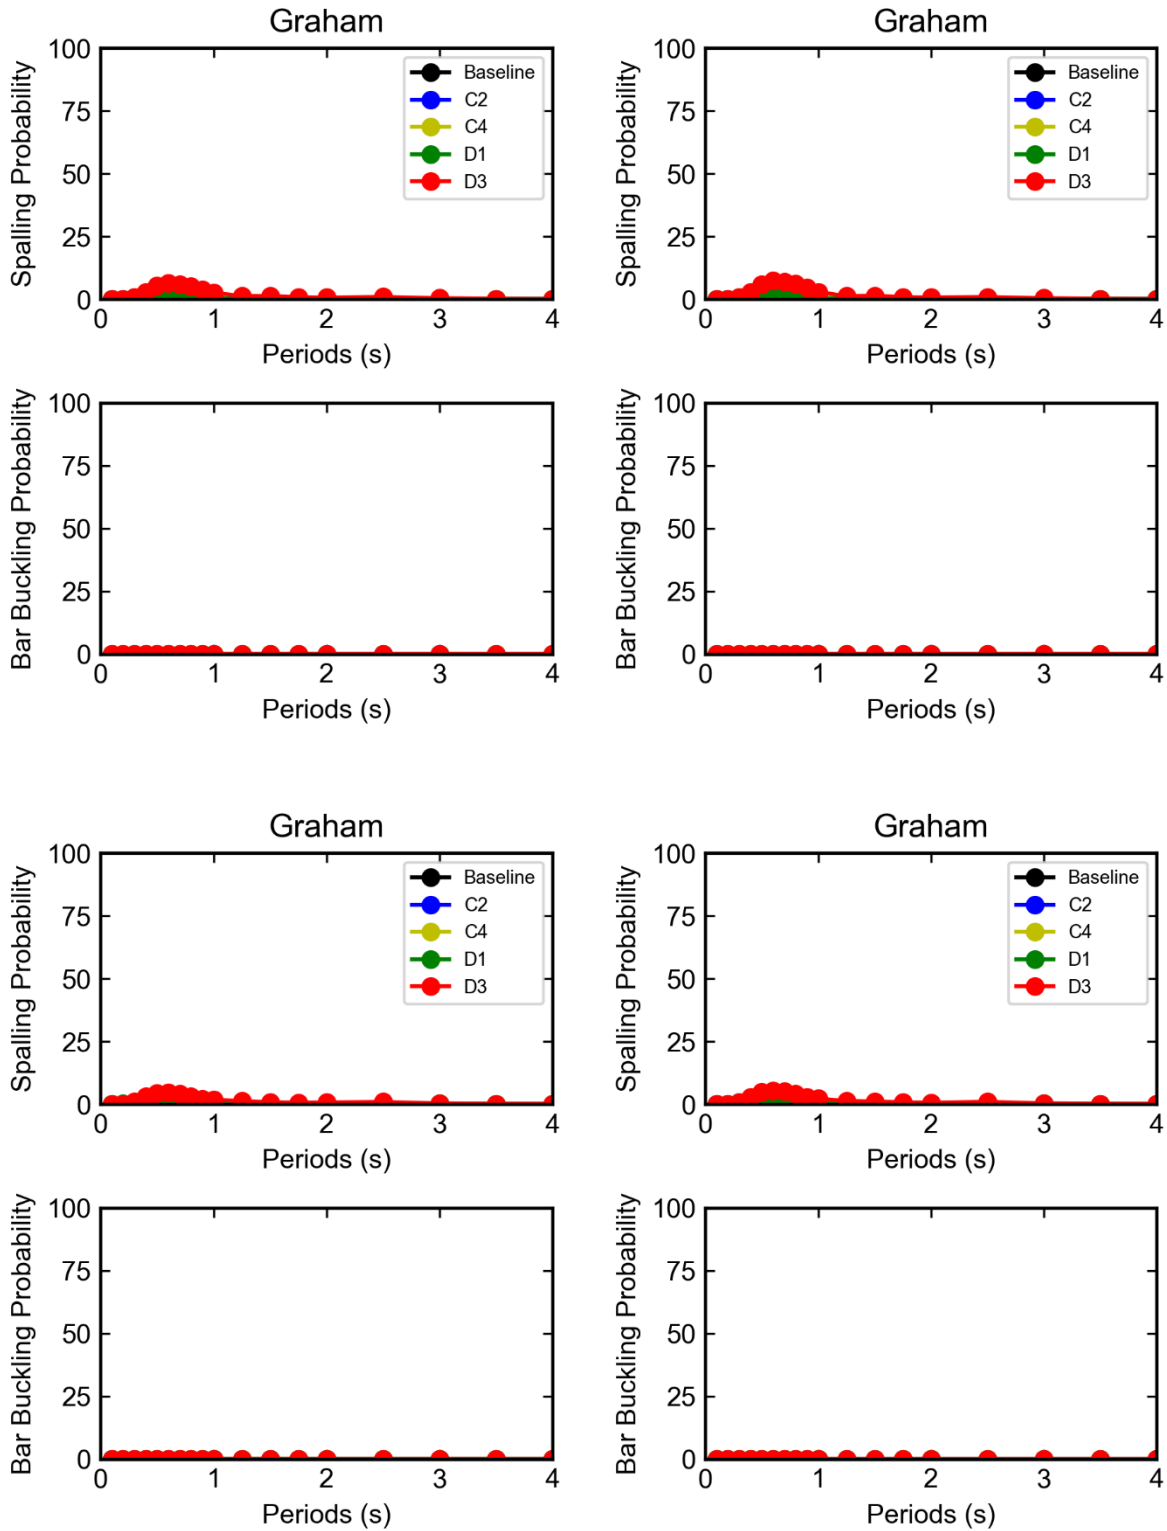 Graham
100
75
50
25
0
Spalling Probability
Baseline
C2
C4
D1
D3
0 1 2 3 4
Periods (s)
Graham
100
75
50
25
0
Spalling Probability
Baseline
C2
C4
D1
D3
0 1 2 3 4
Periods (s)
100
75
50
25
0
Bar Buckling Probability
0 1 2 3 4
Periods (s)
100
75
50
25
0
Bar Buckling Probability
0 1 2 3 4
Periods (s)
Graham
100
75
50
25
0
Spalling Probability
Baseline
C2
C4
D1
D3
0 1 2 3 4
Periods (s)
Graham
100
75
50
25
0
Spalling Probability
Baseline
C2
C4
D1
D3
0 1 2 3 4
Periods (s)
100
75
50
25
0
Bar Buckling Probability
0 1 2 3 4
Periods (s)
100
75
50
25
0
Bar Buckling Probability
0 1 2 3 4
Periods (s)